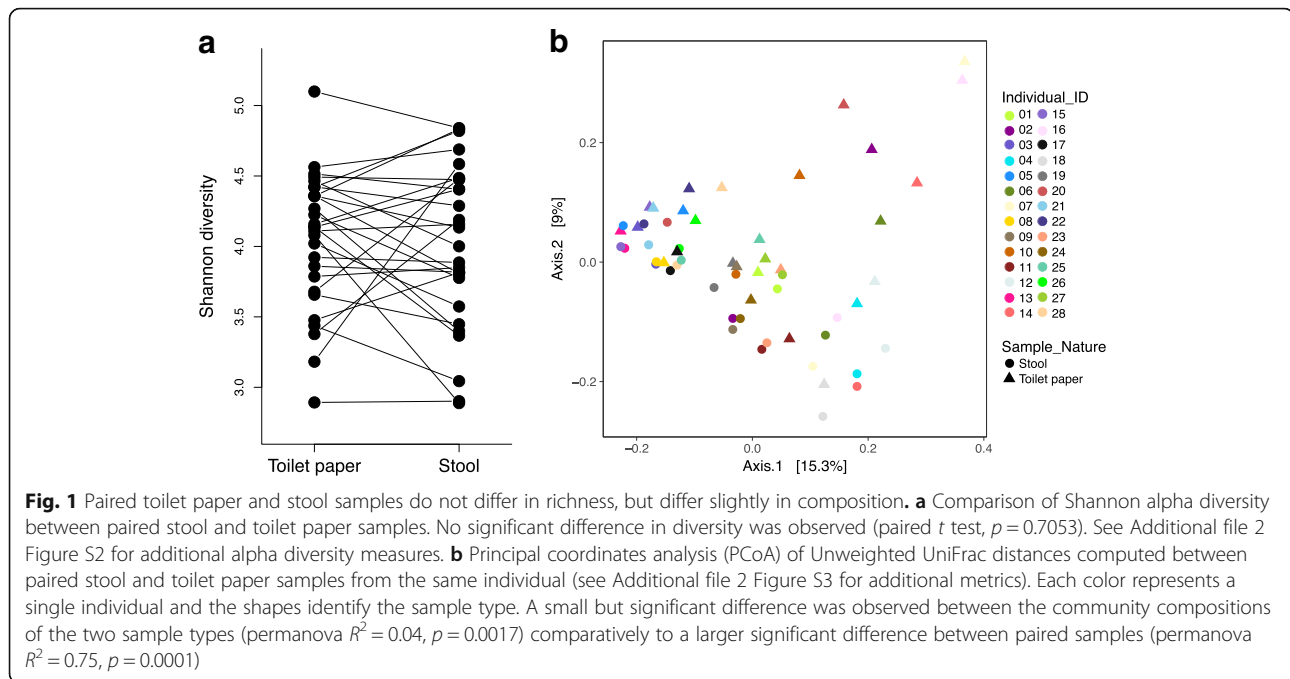 a
b
5.0
4.5
4.0
3.5
3.0
Shannon diversity
Toilet paper
Stool
0.2
0.0
−0.2
Axis.2 [9%]
−0.2
0.0
0.2
0.4
Axis.1 [15.3%]
Individual_ID
01 15
02 16
03 17
04 18
05 19
06 20
07 21
08 22
09 23
10 24
11 25
12 26
13 27
14 28
Sample_Nature
Stool
Toilet paper
Fig. 1 Paired toilet paper and stool samples do not differ in richness, but differ slightly in composition. a Comparison of Shannon alpha diversity
between paired stool and toilet paper samples. No significant difference in diversity was observed (paired t test, p = 0.7053). See Additional file 2
Figure S2 for additional alpha diversity measures. b Principal coordinates analysis (PCoA) of Unweighted UniFrac distances computed between
paired stool and toilet paper samples from the same individual (see Additional file 2 Figure S3 for additional metrics). Each color represents a
single individual and the shapes identify the sample type. A small but significant difference was observed between the community compositions
of the two sample types (permanova R² = 0.04, p = 0.0017) comparatively to a larger significant difference between paired samples (permanova
R² = 0.75, p = 0.0001)